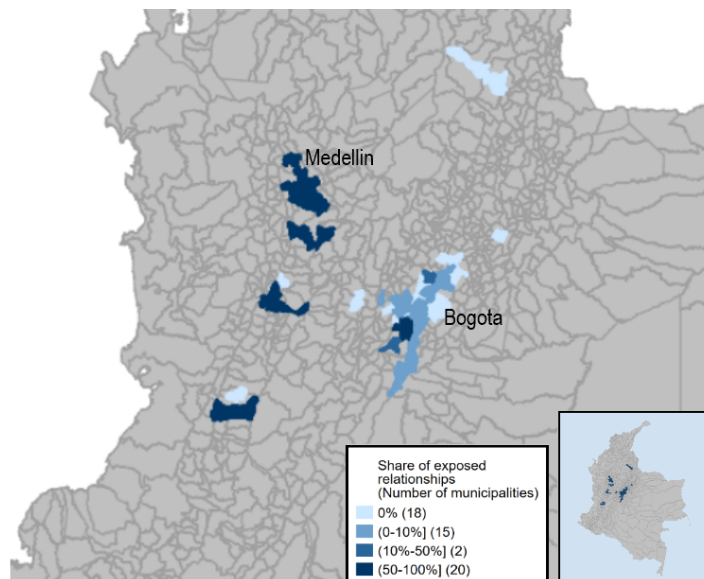 Medellin
Bogota
Share of exposed
relationships
(Number of municipalities)
0% (18)
(0-10%] (15)
(10%-50%] (2)
(50-100%] (20)